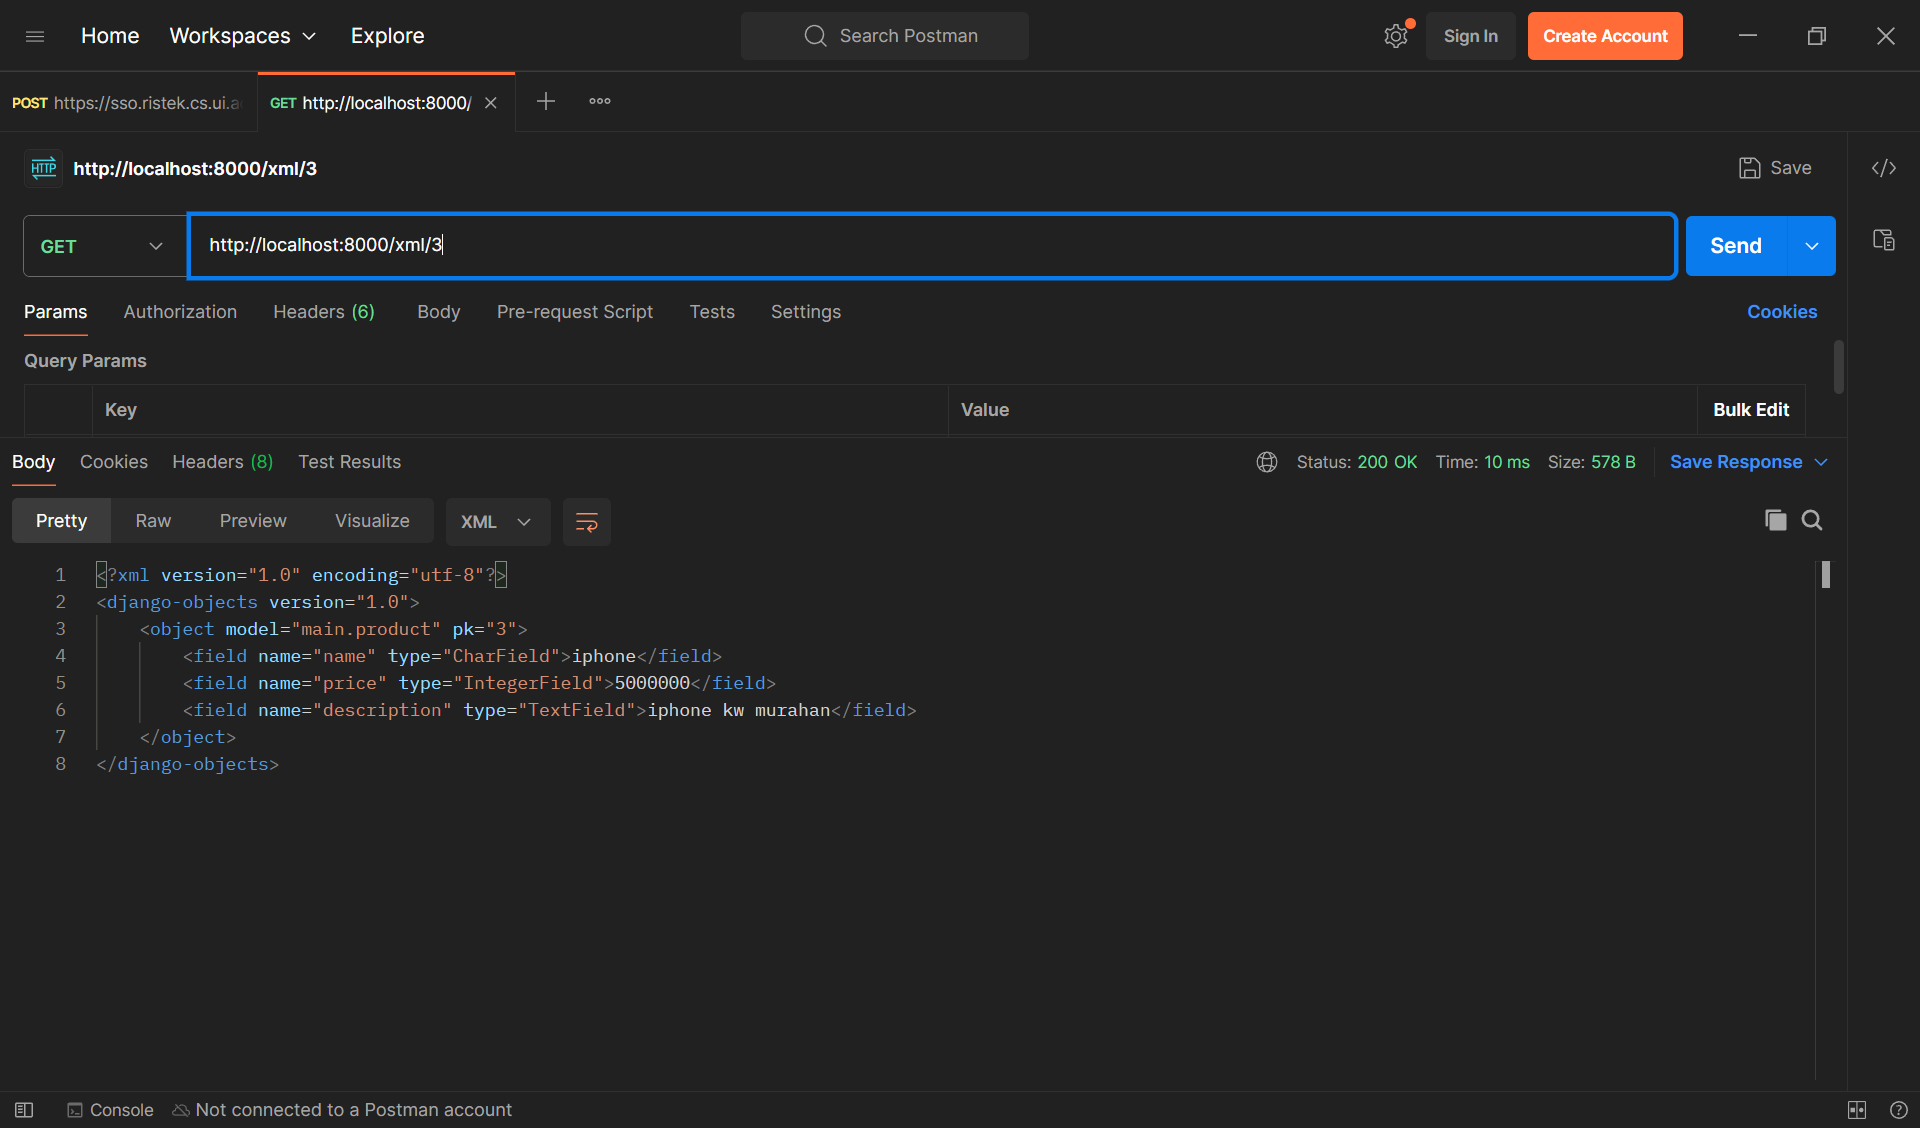 Home Workspaces Explore Search Postman Sign In Create Account
POST https://sso.ristek.cs.ui.ac GET http://localhost:8000/
HTTP http://localhost:8000/xml/3 Save
GET http://localhost:8000/xml/3 Send
Params Authorization Headers (6) Body Pre-request Script Tests Settings Cookies
Query Params
Key Value Bulk Edit
Body Cookies Headers (8) Test Results Status: 200 OK Time: 10 ms Size: 578 B Save Response
Pretty Raw Preview Visualize XML
1 <?xml version="1.0" encoding="utf-8"?>
2 <django-objects version="1.0">
3 <object model="main.product" pk="3">
4 <field name="name" type="CharField">iphone</field>
5 <field name="price" type="IntegerField">5000000</field>
6 <field name="description" type="TextField">iphone kw murahan</field>
7 </object>
8 </django-objects>
Console Not connected to a Postman account